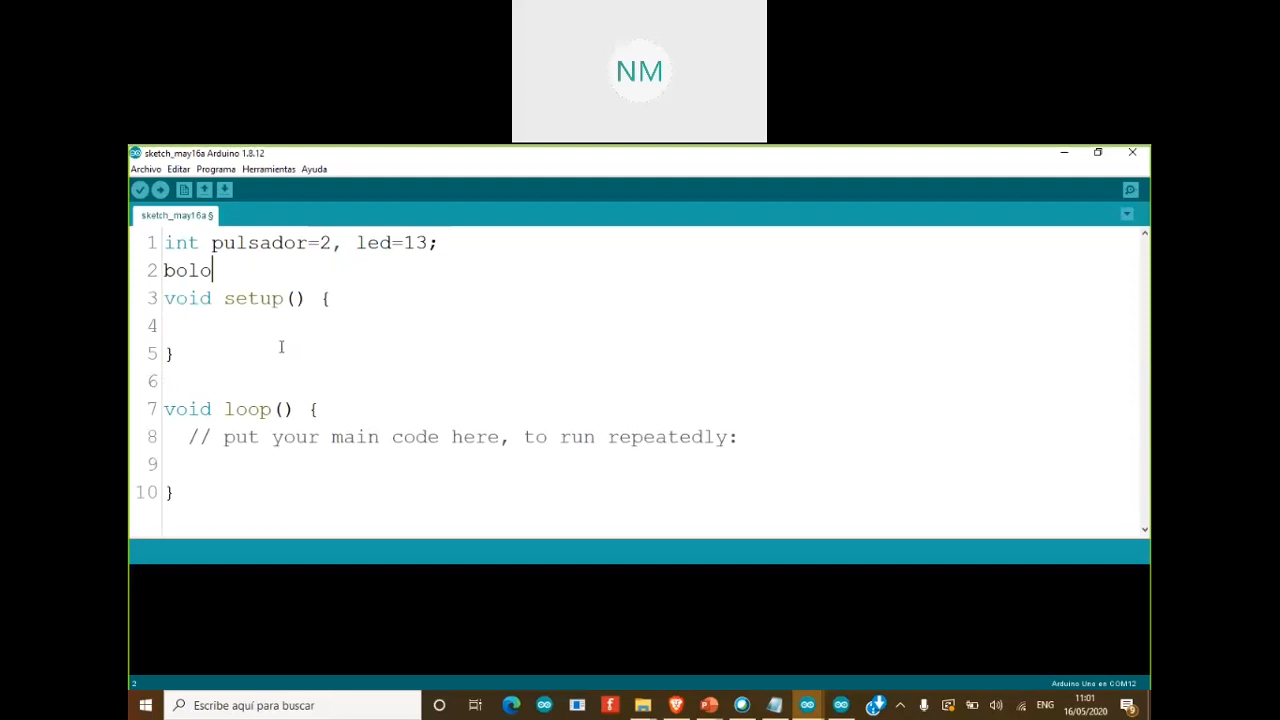 NM
sketch_may16a Arduino 1.8.12
Archivo Editar Programa Herramientas Ayuda
sketch_may16a §
1 int pulsador=2, led=13;
2 bolo
3 void setup() {
4
5 }
6
7 void loop() {
8 // put your main code here, to run repeatedly:
9
10 }
2 Arduino Uno en COM12
Escribe aquí para buscar
ENG
11:01
16/05/2020
9